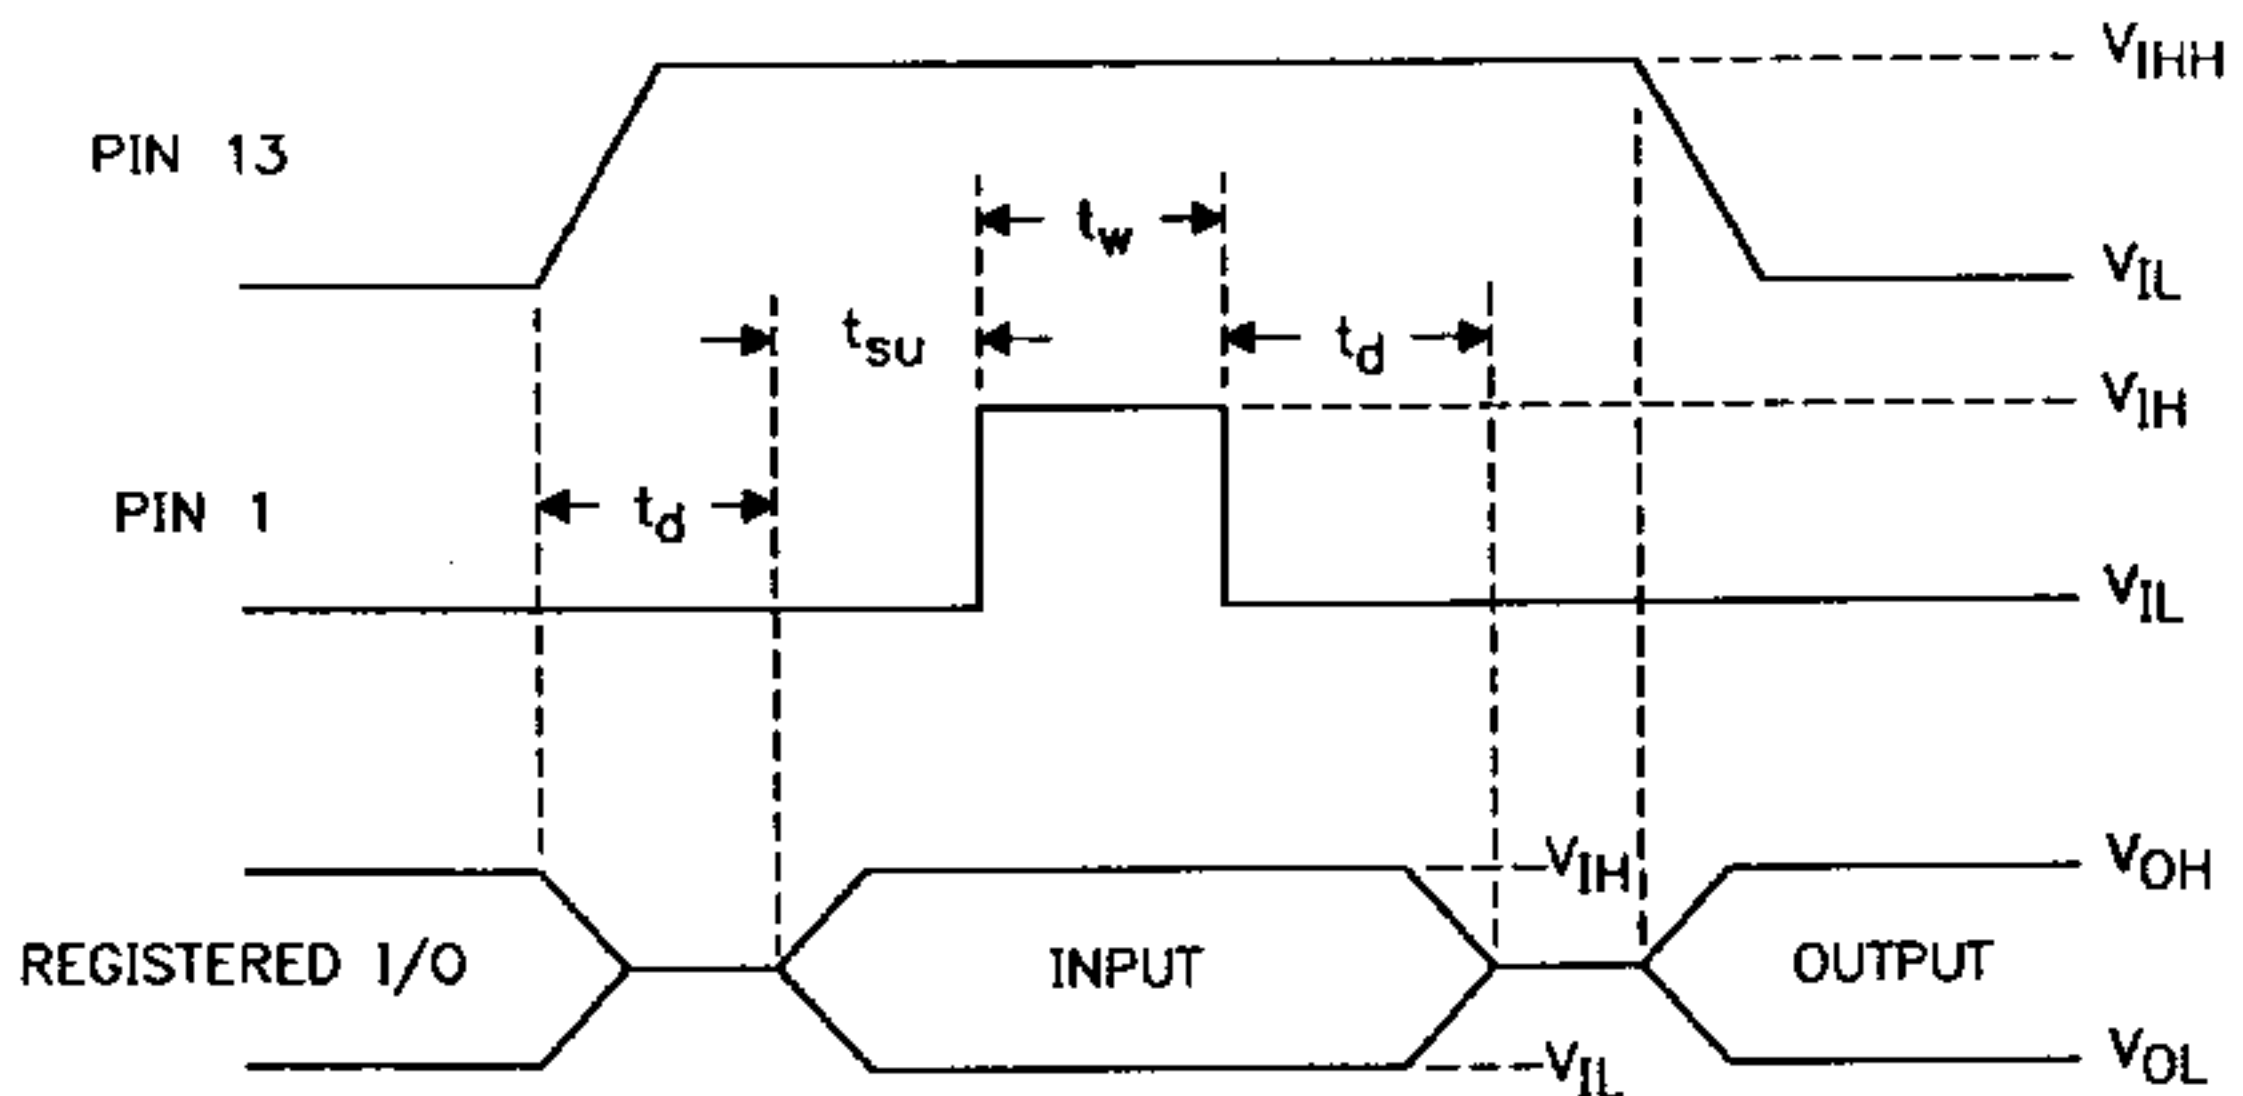 V_IHH
PIN 13
t_w
V_IL
t_su
t_d
V_IH
PIN 1
t_d
V_IL
V_IH
V_OH
REGISTERED I/O
INPUT
OUTPUT
V_IL
V_OL